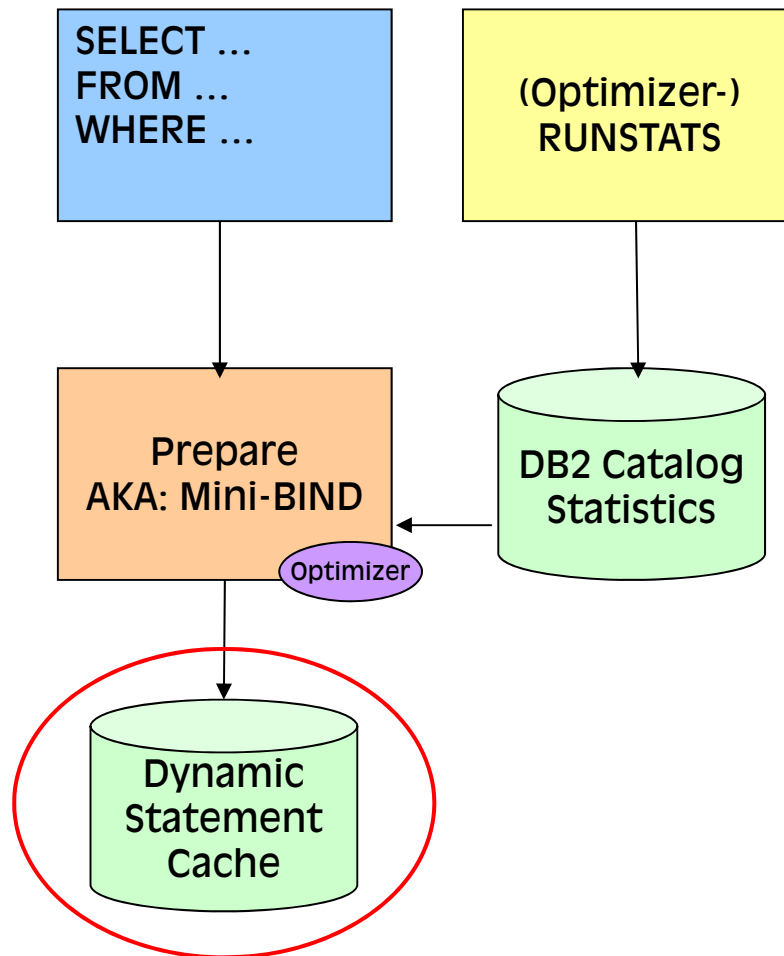 SELECT ...
FROM ...
WHERE ...
(Optimizer-)
RUNSTATS
Prepare
AKA: Mini-BIND
Optimizer
DB2 Catalog
Statistics
Dynamic
Statement
Cache